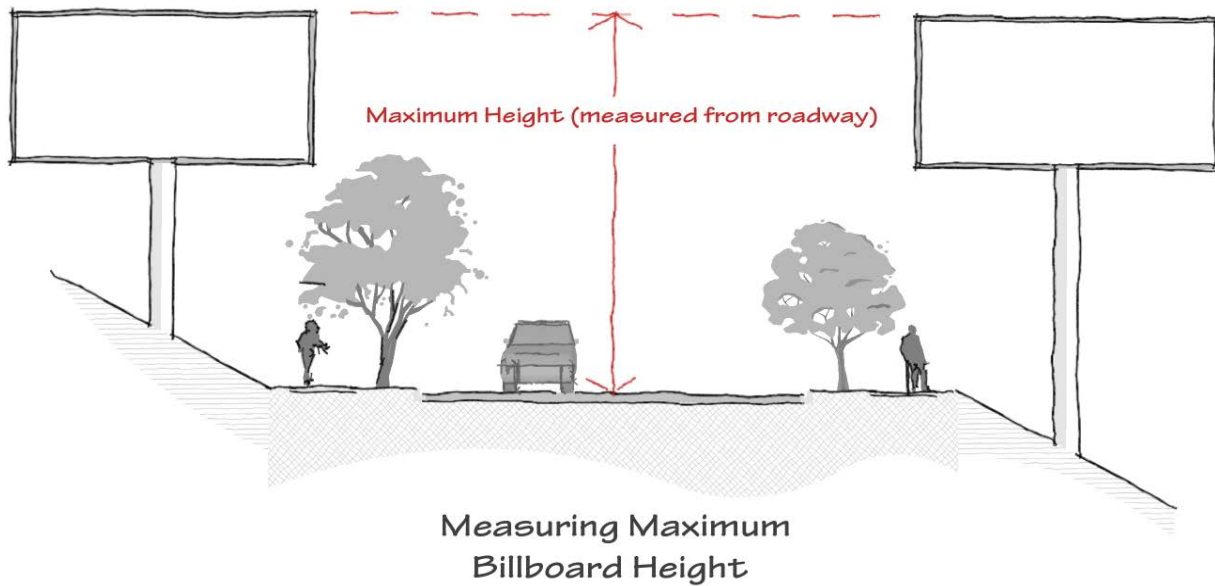 Maximum Height (measured from roadway)
Measuring Maximum
Billboard Height